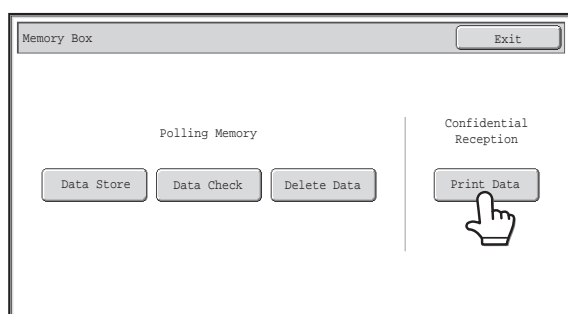 Memory Box
Exit
Polling Memory
Data Store
Data Check
Delete Data
Confidential
Reception
Print Data